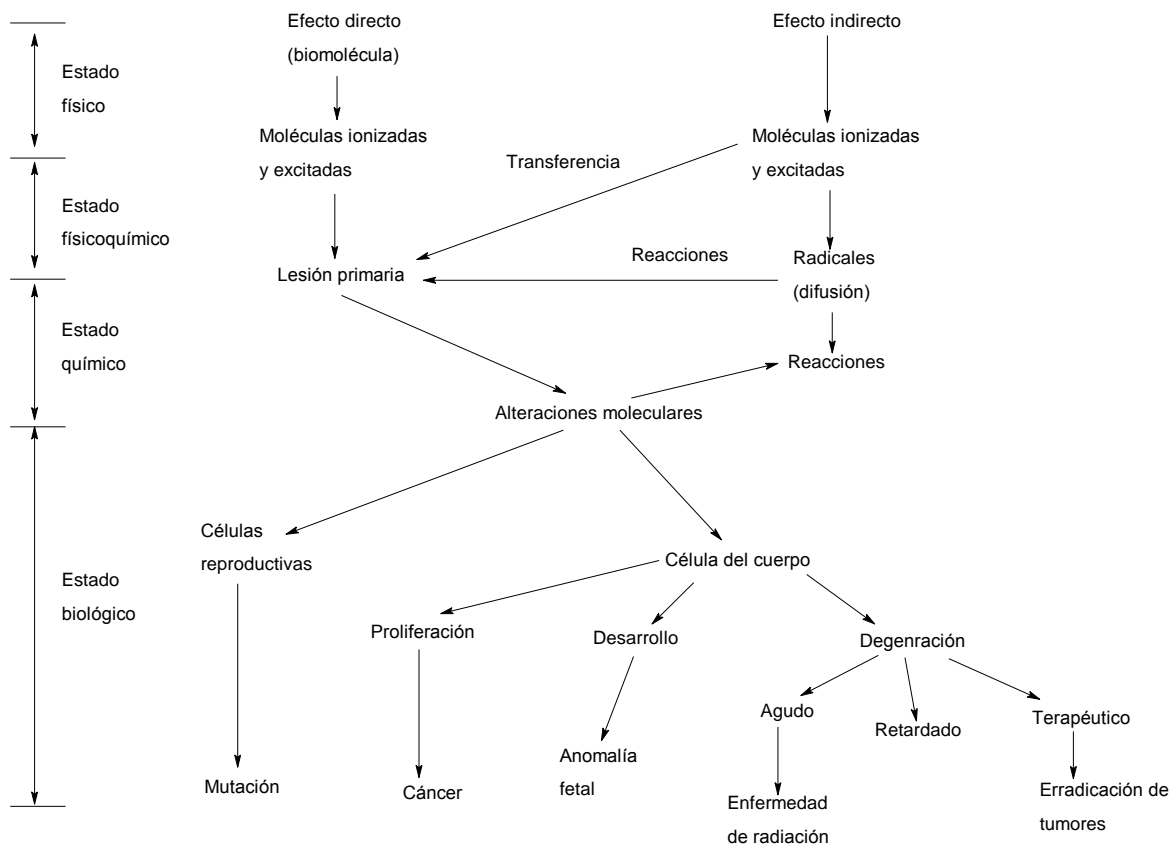 Efecto directo
(biomolécula)
Efecto indirecto
Estado
físico
Moléculas ionizadas
y excitadas
Transferencia
Moléculas ionizadas
y excitadas
Estado
físicoquímico
Lesión primaria
Reacciones
Radicales
(difusión)
Estado
químico
Reacciones
Alteraciones moleculares
Estado
biológico
Células
reproductivas
Célula del cuerpo
Proliferación
Desarrollo
Degenración
Agudo
Retardado
Terapéutico
Mutación
Cáncer
Anomalía
fetal
Enfermedad
de radiación
Erradicación de
tumores